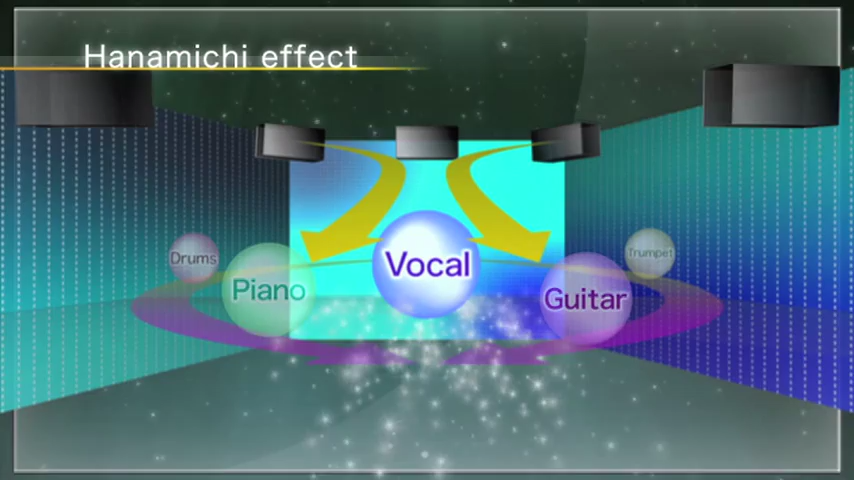 Hanamichi effect
Drums
Piano
Vocal
Guitar
Trumpet